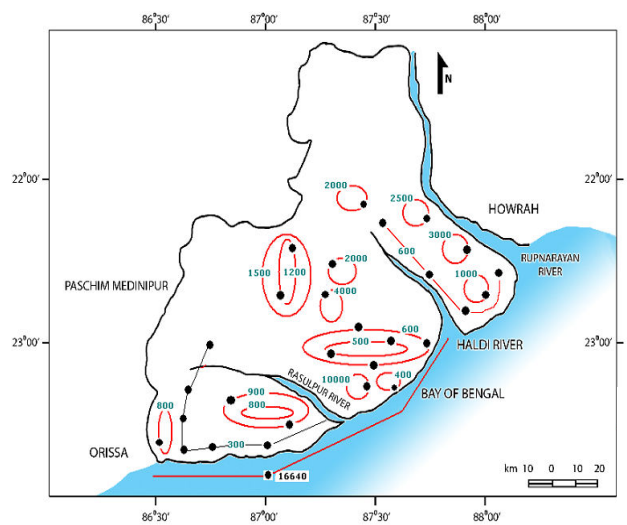 86°30' 87°00' 87°30' 88°00'
N
22°00' 22°00'
2000
2500
HOWRAH
3000
600
RUPNARAYAN
RIVER
1500 1200
2000
1000
PASCHIM MEDINIPUR
4000
23°00' 23°00'
600
500
HALDI RIVER
RASULPUR RIVER
10000
400
BAY OF BENGAL
900
800
800
300
ORISSA
16640
km 10 0 10 20
86°30' 87°00' 87°30' 88°00'